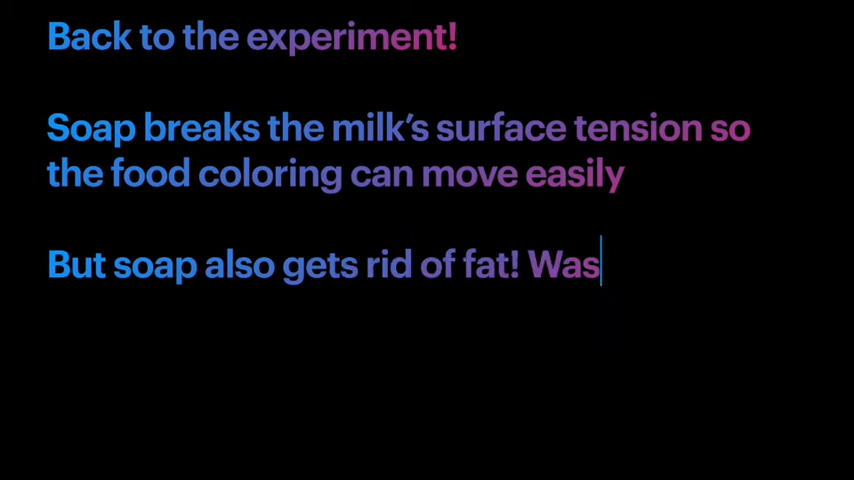 Back to the experiment!
Soap breaks the milk’s surface tension so
the food coloring can move easily
But soap also gets rid of fat! Was